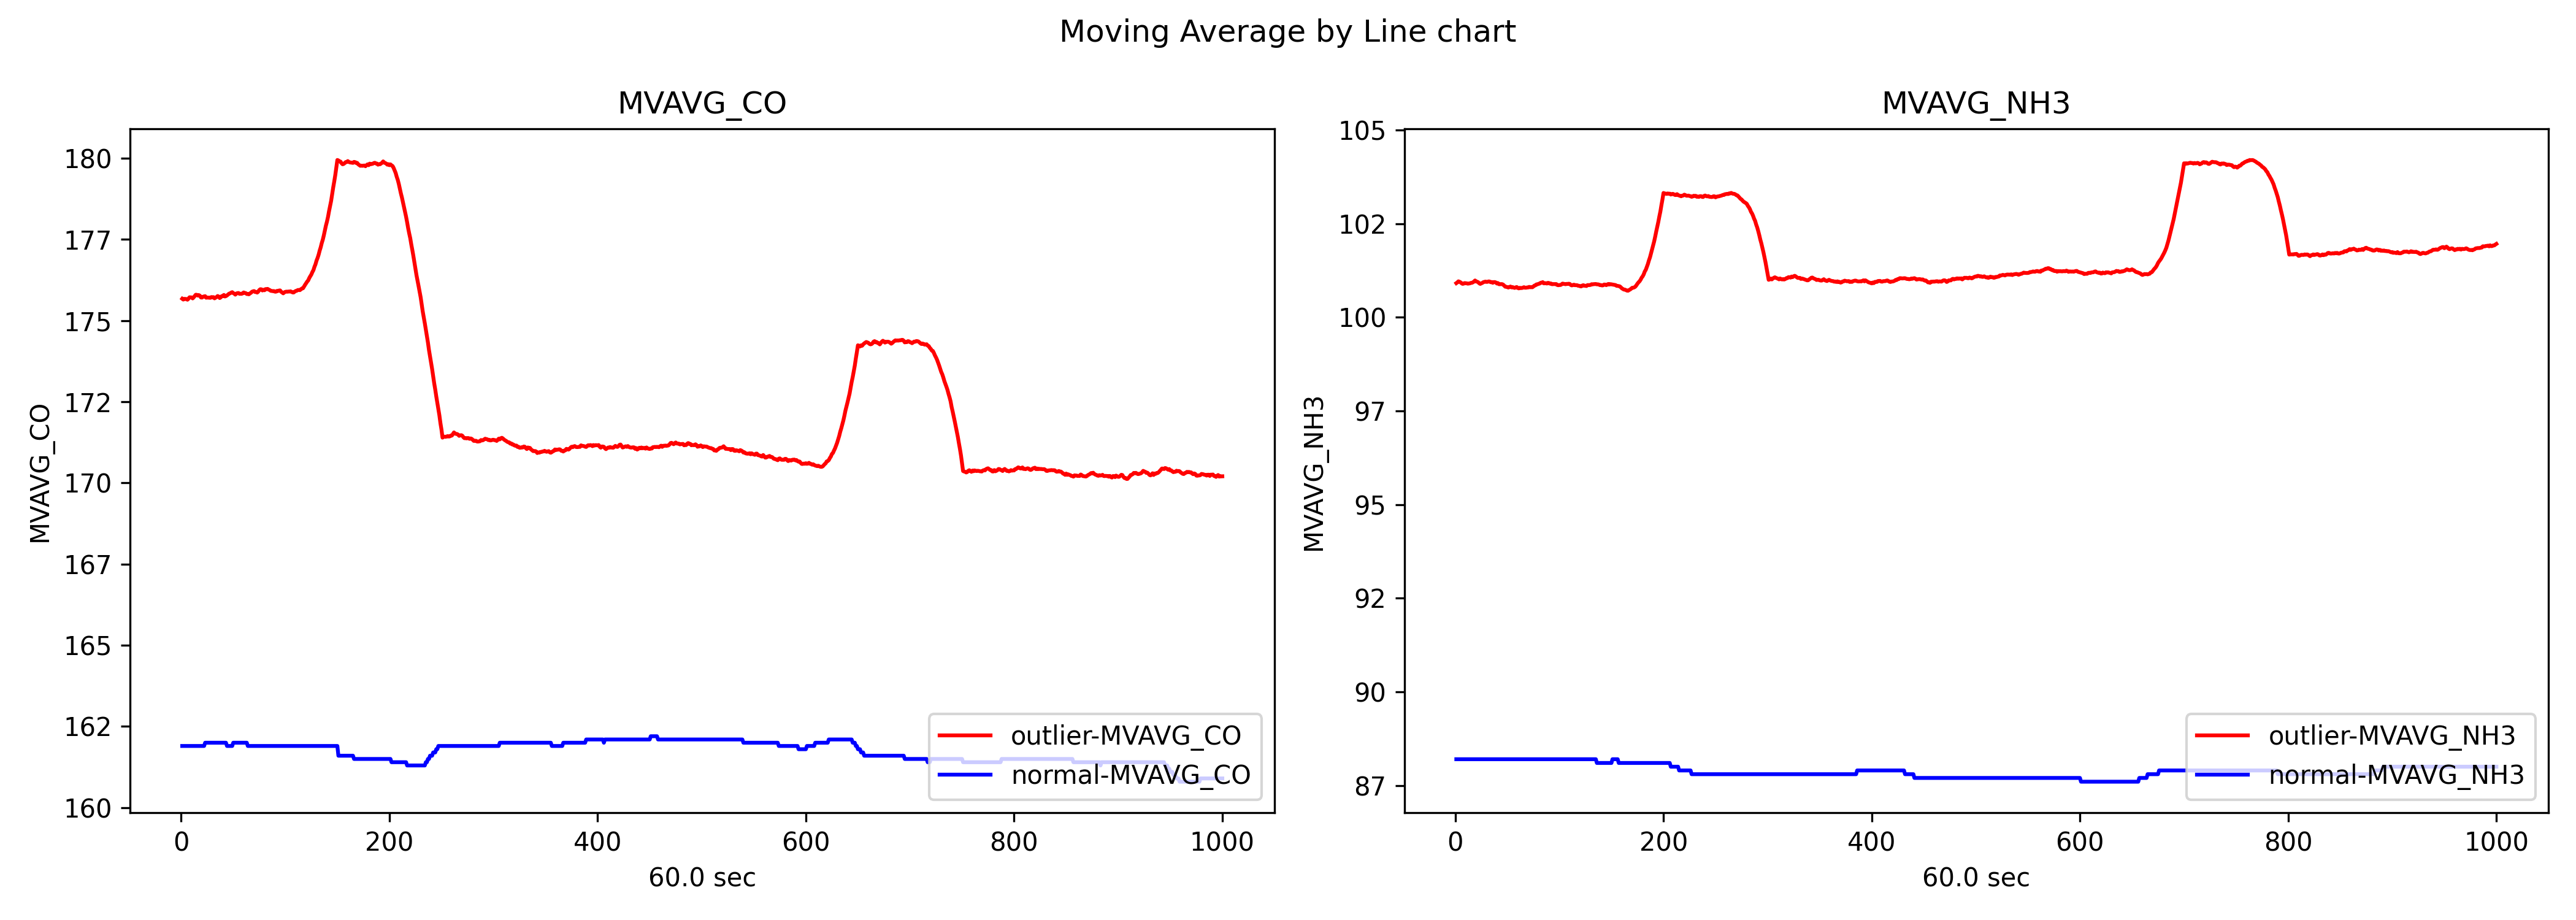 Moving Average by Line chart
MVAVG_CO
MVAVG_CO
180
177
175
172
170
167
165
162
160
0 200 400 600 800 1000
60.0 sec
outlier-MVAVG_CO
normal-MVAVG_CO
MVAVG_NH3
MVAVG_NH3
105
102
100
97
95
92
90
87
0 200 400 600 800 1000
60.0 sec
outlier-MVAVG_NH3
normal-MVAVG_NH3